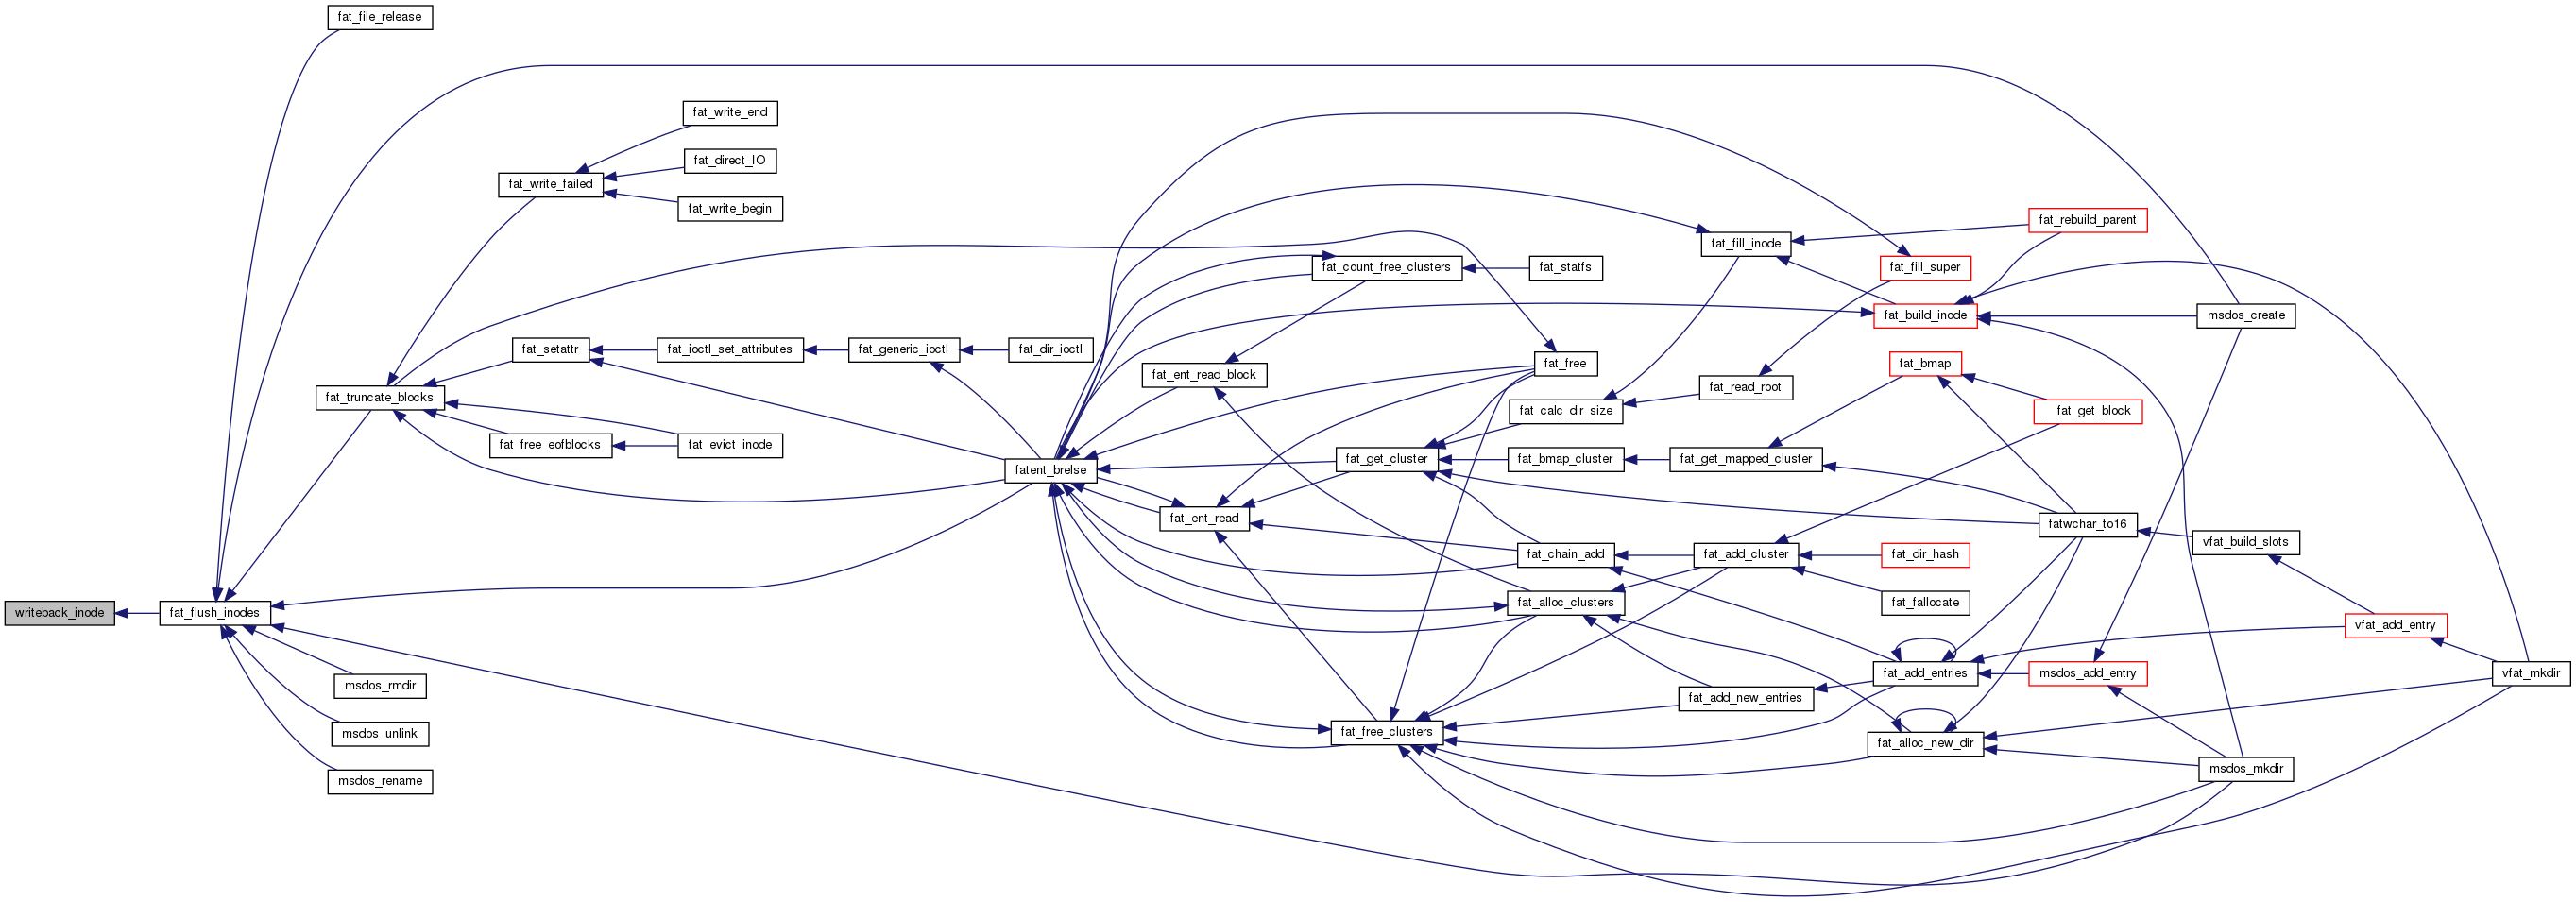 fat_file_release
fat_write_end
fat_direct_IO
fat_write_failed
fat_write_begin
fat_rebuild_parent
fat_fill_inode
fat_count_free_clusters
fat_statfs
fat_fill_super
fat_build_inode
msdos_create
fat_setattr
fat_ioctl_set_attributes
fat_generic_ioctl
fat_dir_ioctl
fat_free
fat_bmap
fat_ent_read_block
fat_read_root
fat_truncate_blocks
fat_calc_dir_size
__fat_get_block
fat_free_eofblocks
fat_evict_inode
fat_get_cluster
fat_bmap_cluster
fat_get_mapped_cluster
fatent_brelse
fat_ent_read
fatwchar_to16
vfat_build_slots
fat_chain_add
fat_add_cluster
fat_dir_hash
fat_alloc_clusters
fat_fallocate
writeback_inode
fat_flush_inodes
vfat_add_entry
msdos_rmdir
fat_add_entries
msdos_add_entry
vfat_mkdir
fat_add_new_entries
msdos_unlink
fat_free_clusters
fat_alloc_new_dir
msdos_mkdir
msdos_rename